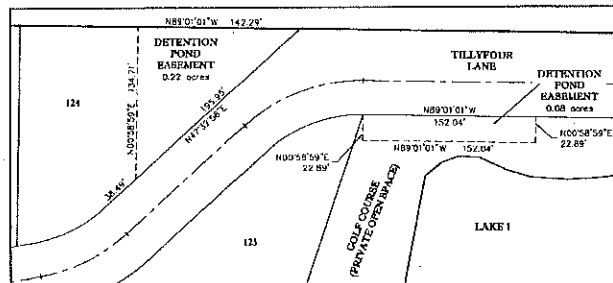 N89°01'01"W 142.29'
DETENTION
POND
EASEMENT
0.22 acres
TILLYFOUR
LANE
124
N00°58'59"E 134.71'
195.95'
N47°32'56"E
DETENTION
POND
EASEMENT
0.08 acres
N89°01'01"W
152.04'
N00°58'59"E
22.89'
N00°58'59"E
22.89'
N89°01'01"W 152.04'
38.49'
GOLF COURSE
(PRIVATE OPEN SPACE)
LAKE 1
123